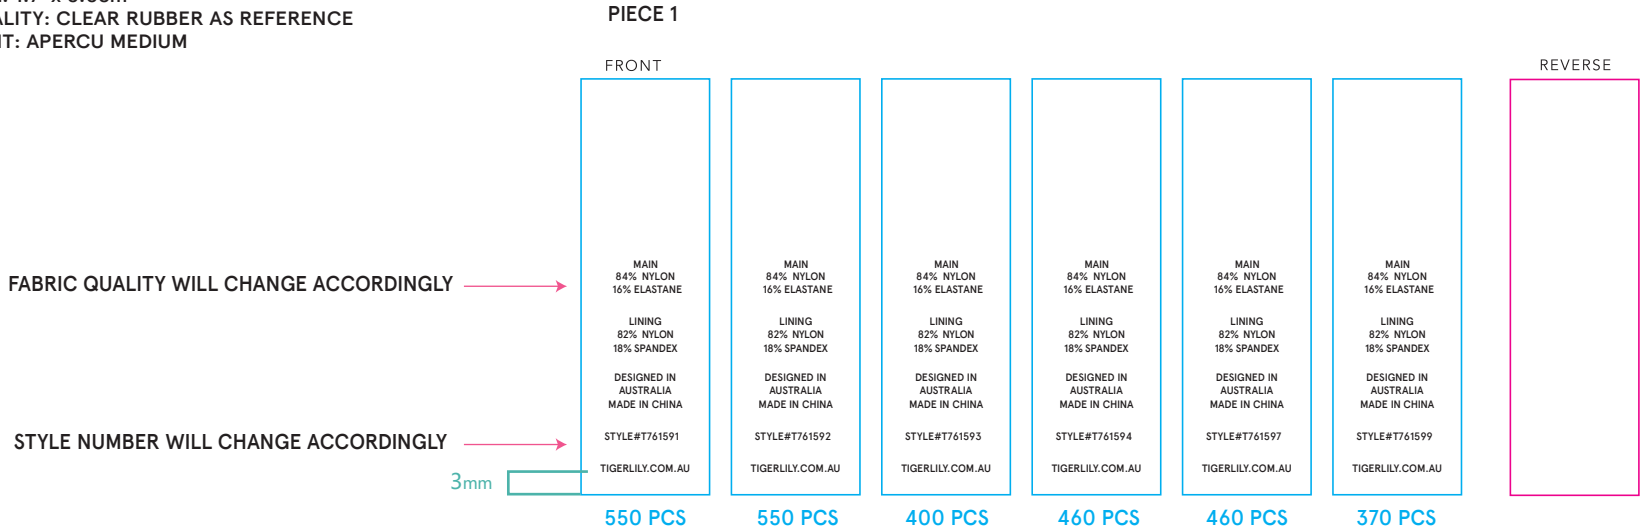 ALITY: CLEAR RUBBER AS REFERENCE
T: APERCU MEDIUM
PIECE 1
FRONT
REVERSE
FABRIC QUALITY WILL CHANGE ACCORDINGLY
STYLE NUMBER WILL CHANGE ACCORDINGLY
3mm
MAIN
84% NYLON
16% ELASTANE
LINING
82% NYLON
18% SPANDEX
DESIGNED IN
AUSTRALIA
MADE IN CHINA
STYLE#T761591
TIGERLILY.COM.AU
550 PCS
MAIN
84% NYLON
16% ELASTANE
LINING
82% NYLON
18% SPANDEX
DESIGNED IN
AUSTRALIA
MADE IN CHINA
STYLE#T761592
TIGERLILY.COM.AU
550 PCS
MAIN
84% NYLON
16% ELASTANE
LINING
82% NYLON
18% SPANDEX
DESIGNED IN
AUSTRALIA
MADE IN CHINA
STYLE#T761593
TIGERLILY.COM.AU
400 PCS
MAIN
84% NYLON
16% ELASTANE
LINING
82% NYLON
18% SPANDEX
DESIGNED IN
AUSTRALIA
MADE IN CHINA
STYLE#T761594
TIGERLILY.COM.AU
460 PCS
MAIN
84% NYLON
16% ELASTANE
LINING
82% NYLON
18% SPANDEX
DESIGNED IN
AUSTRALIA
MADE IN CHINA
STYLE#T761597
TIGERLILY.COM.AU
460 PCS
MAIN
84% NYLON
16% ELASTANE
LINING
82% NYLON
18% SPANDEX
DESIGNED IN
AUSTRALIA
MADE IN CHINA
STYLE#T761599
TIGERLILY.COM.AU
370 PCS